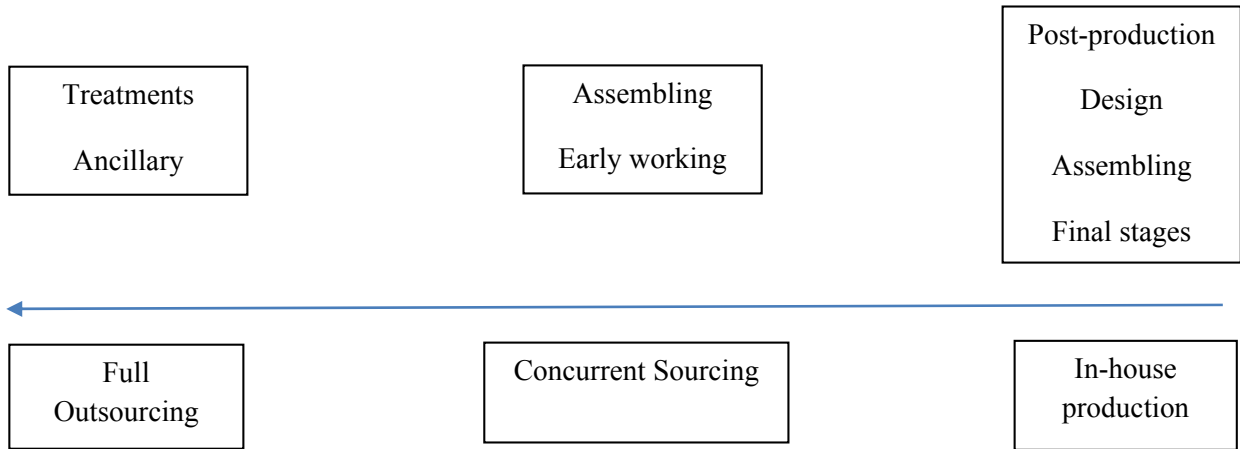 Treatments
Ancillary
Assembling
Early working
Post-production
Design
Assembling
Final stages
Full
Outsourcing
Concurrent Sourcing
In-house
production